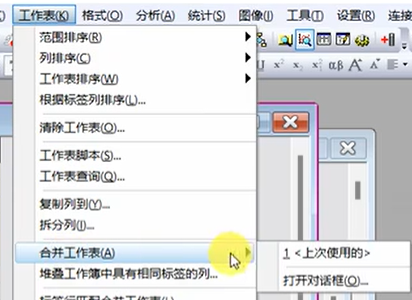 工作表(K) 格式(O) 分析(A) 统计(S) 图像(I) 工具(T) 设置(R) 连接
范围排序(R)
列排序(C)
工作表排序(W)
根据标签列排序(L)...
清除工作表(O)...
工作表脚本(S)...
工作表查询(Q)...
复制列到(Y)...
拆分列(U)...
合并工作表(A)
1 <上次使用的>
堆叠工作簿中具有相同标签的列...
打开对话框(O)...